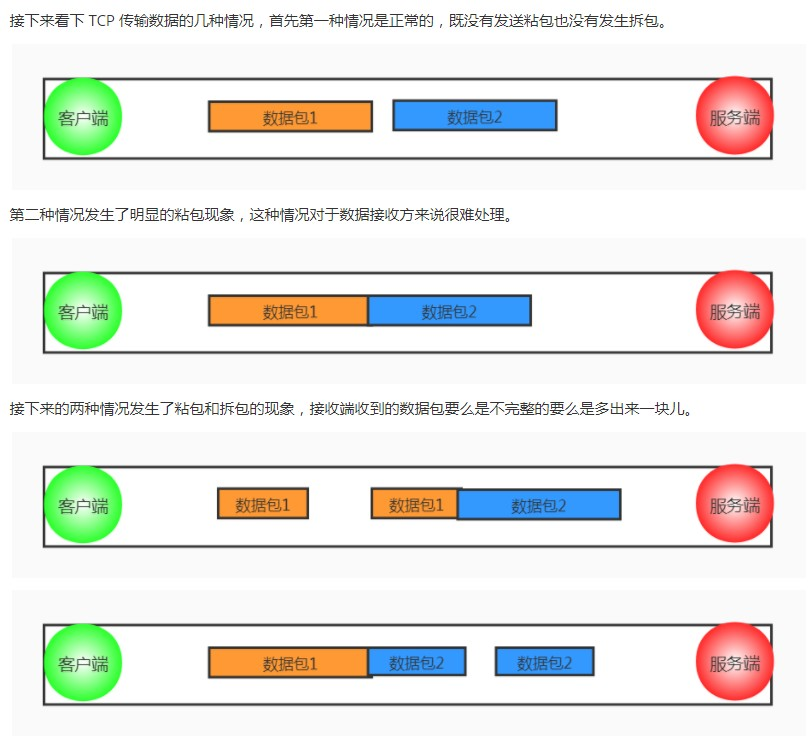 接下来看下 TCP 传输数据的几种情况，首先第一种情况是正常的，既没有发送粘包也没有发生拆包。
客户端 数据包1 数据包2 服务端
第二种情况发生了明显的粘包现象，这种情况对于数据接收方来说很难处理。
客户端 数据包1 数据包2 服务端
接下来的两种情况发生了粘包和拆包的现象，接收端收到的数据包要么是不完整的要么是多出来一块儿。
客户端 数据包1 数据包1 数据包2 服务端
客户端 数据包1 数据包2 数据包2 服务端